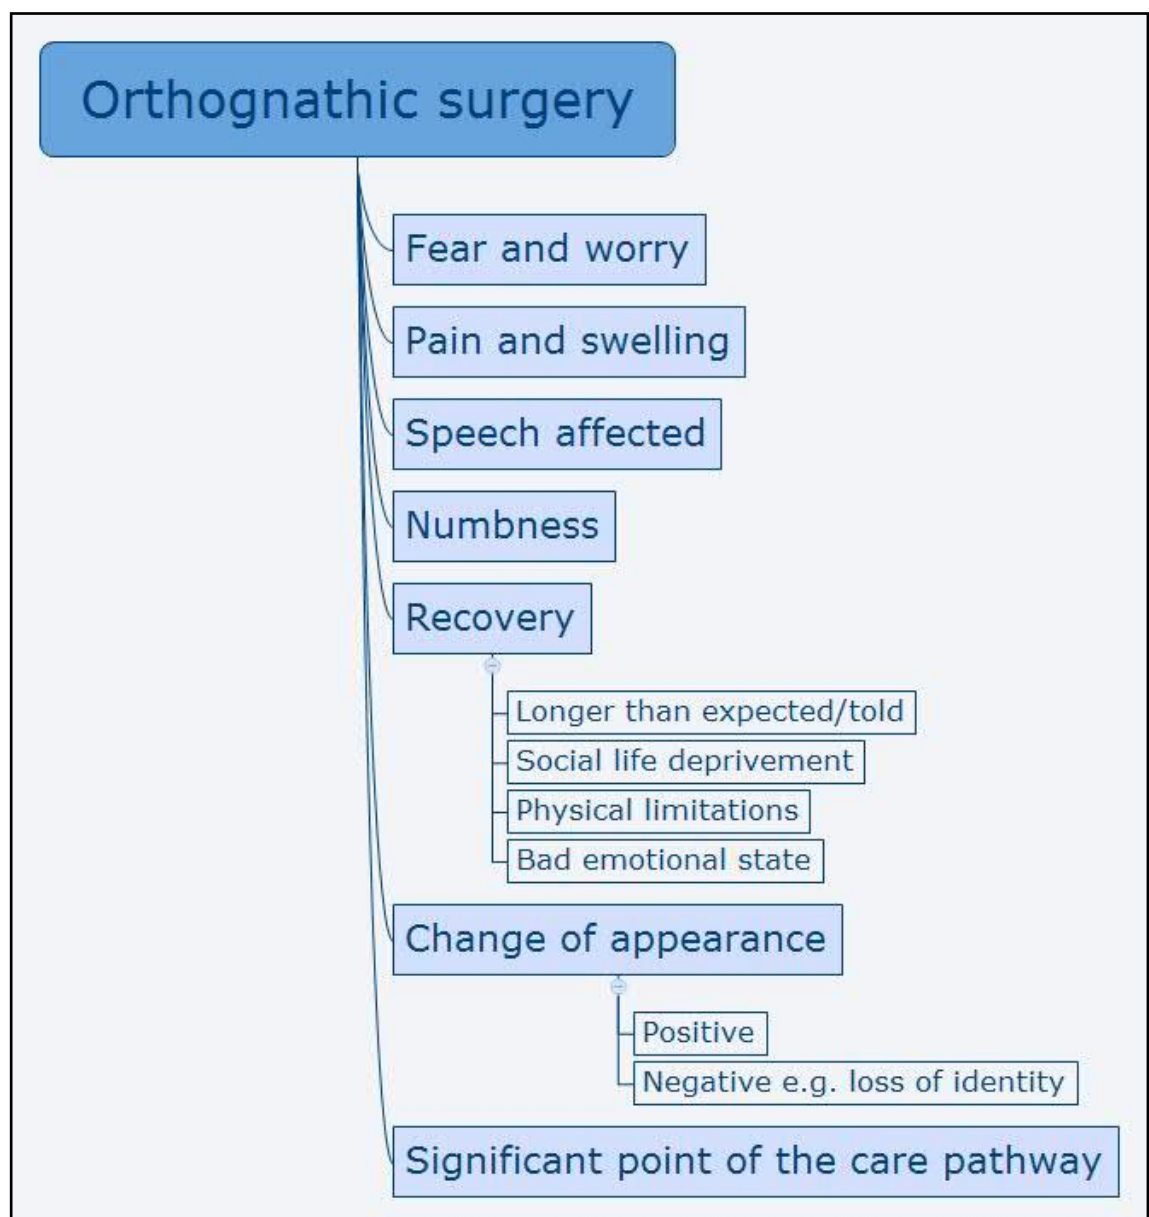 Orthognathic surgery
Fear and worry
Pain and swelling
Speech affected
Numbness
Recovery
Longer than expected/told
Social life deprivement
Physical limitations
Bad emotional state
Change of appearance
Positive
Negative e.g. loss of identity
Significant point of the care pathway